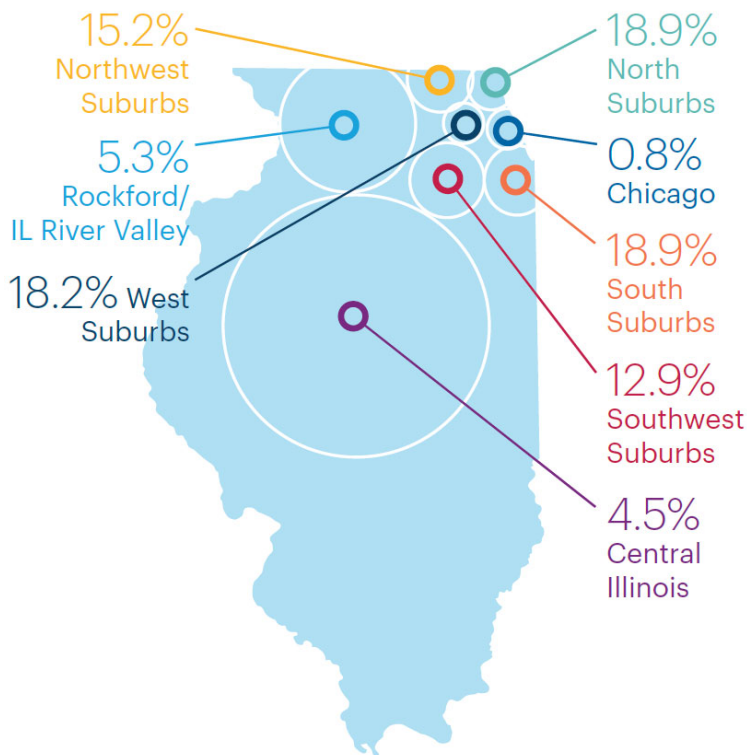 15.2%
Northwest
Suburbs
5.3%
Rockford/
IL River Valley
18.2% West
Suburbs
18.9%
North
Suburbs
0.8%
Chicago
18.9%
South
Suburbs
12.9%
Southwest
Suburbs
4.5%
Central
Illinois